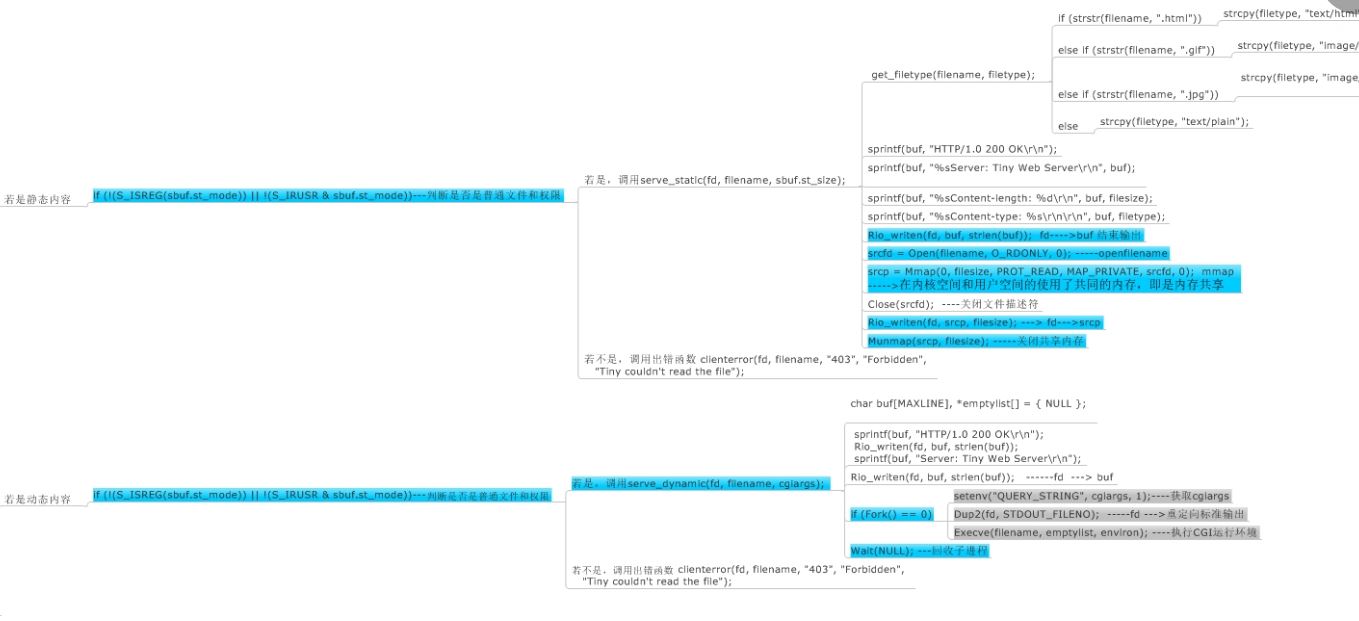 若是静态内容
if (!(S_ISREG(sbuf.st_mode)) || !(S_IRUSR & sbuf.st_mode))---判断是否是普通文件和权限
若是，调用serve_static(fd, filename, sbuf.st_size);
get_filetype(filename, filetype);
if (strstr(filename, ".html"))
strcpy(filetype, "text/html
else if (strstr(filename, ".gif"))
strcpy(filetype, "image/
else if (strstr(filename, ".jpg"))
strcpy(filetype, "image,
else
strcpy(filetype, "text/plain");
sprintf(buf, "HTTP/1.0 200 OK\r\n");
sprintf(buf, "%sServer: Tiny Web Server\r\n", buf);
sprintf(buf, "%sContent-length: %d\r\n", buf, filesize);
sprintf(buf, "%sContent-type: %s\r\n\r\n", buf, filetype);
Rio_writen(fd, buf, strlen(buf));  fd---->buf 结束输出
srcfd = Open(filename, O_RDONLY, 0); -----openfilename
srcp = Mmap(0, filesize, PROT_READ, MAP_PRIVATE, srcfd, 0);  mmap
----->在内核空间和用户空间的使用了共同的内存，即是内存共享
Close(srcfd);  ----关闭文件描述符
Rio_writen(fd, srcp, filesize); ---> fd--->srcp
Munmap(srcp, filesize); -----关闭共享内存
若不是，调用出错函数 clienterror(fd, filename, "403", "Forbidden",
"Tiny couldn't read the file");
若是动态内容
if (!(S_ISREG(sbuf.st_mode)) || !(S_IRUSR & sbuf.st_mode))---判断是否是普通文件和权限
若是，调用serve_dynamic(fd, filename, cgiargs);
char buf[MAXLINE], *emptylist[] = { NULL };
sprintf(buf, "HTTP/1.0 200 OK\r\n");
Rio_writen(fd, buf, strlen(buf));
sprintf(buf, "Server: Tiny Web Server\r\n");
Rio_writen(fd, buf, strlen(buf));  ------fd  ---> buf
if (Fork() == 0)
setenv("QUERY_STRING", cgiargs, 1);----获取cgiargs
Dup2(fd, STDOUT_FILENO);  -----fd --->重定向标准输出
Execve(filename, emptylist, environ); ----执行CGI运行环境
Wait(NULL); ---回收子进程
若不是，调用出错函数 clienterror(fd, filename, "403", "Forbidden",
"Tiny couldn't read the file");